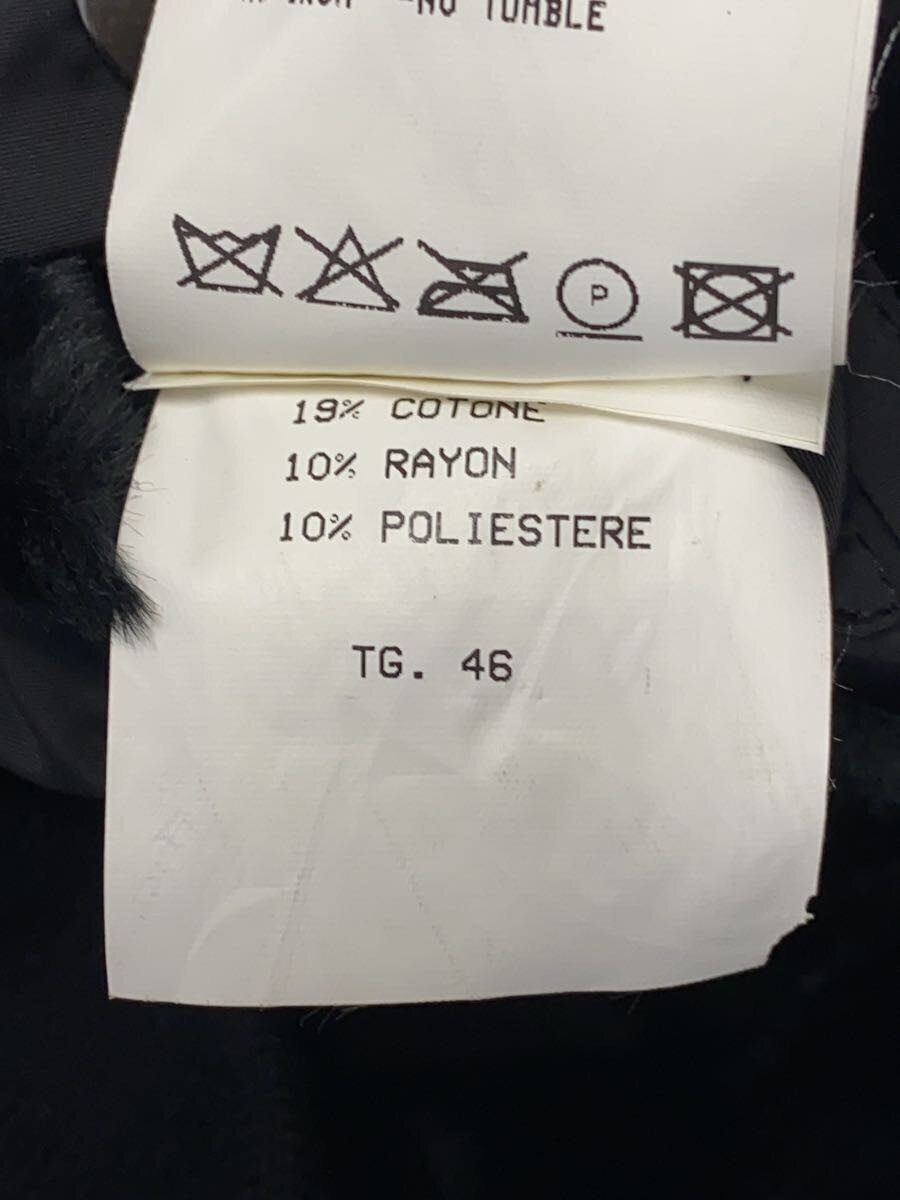 -NO TUMBLE
P
19% COTONE
10% RAYON
10% POLIESTERE
TG. 46